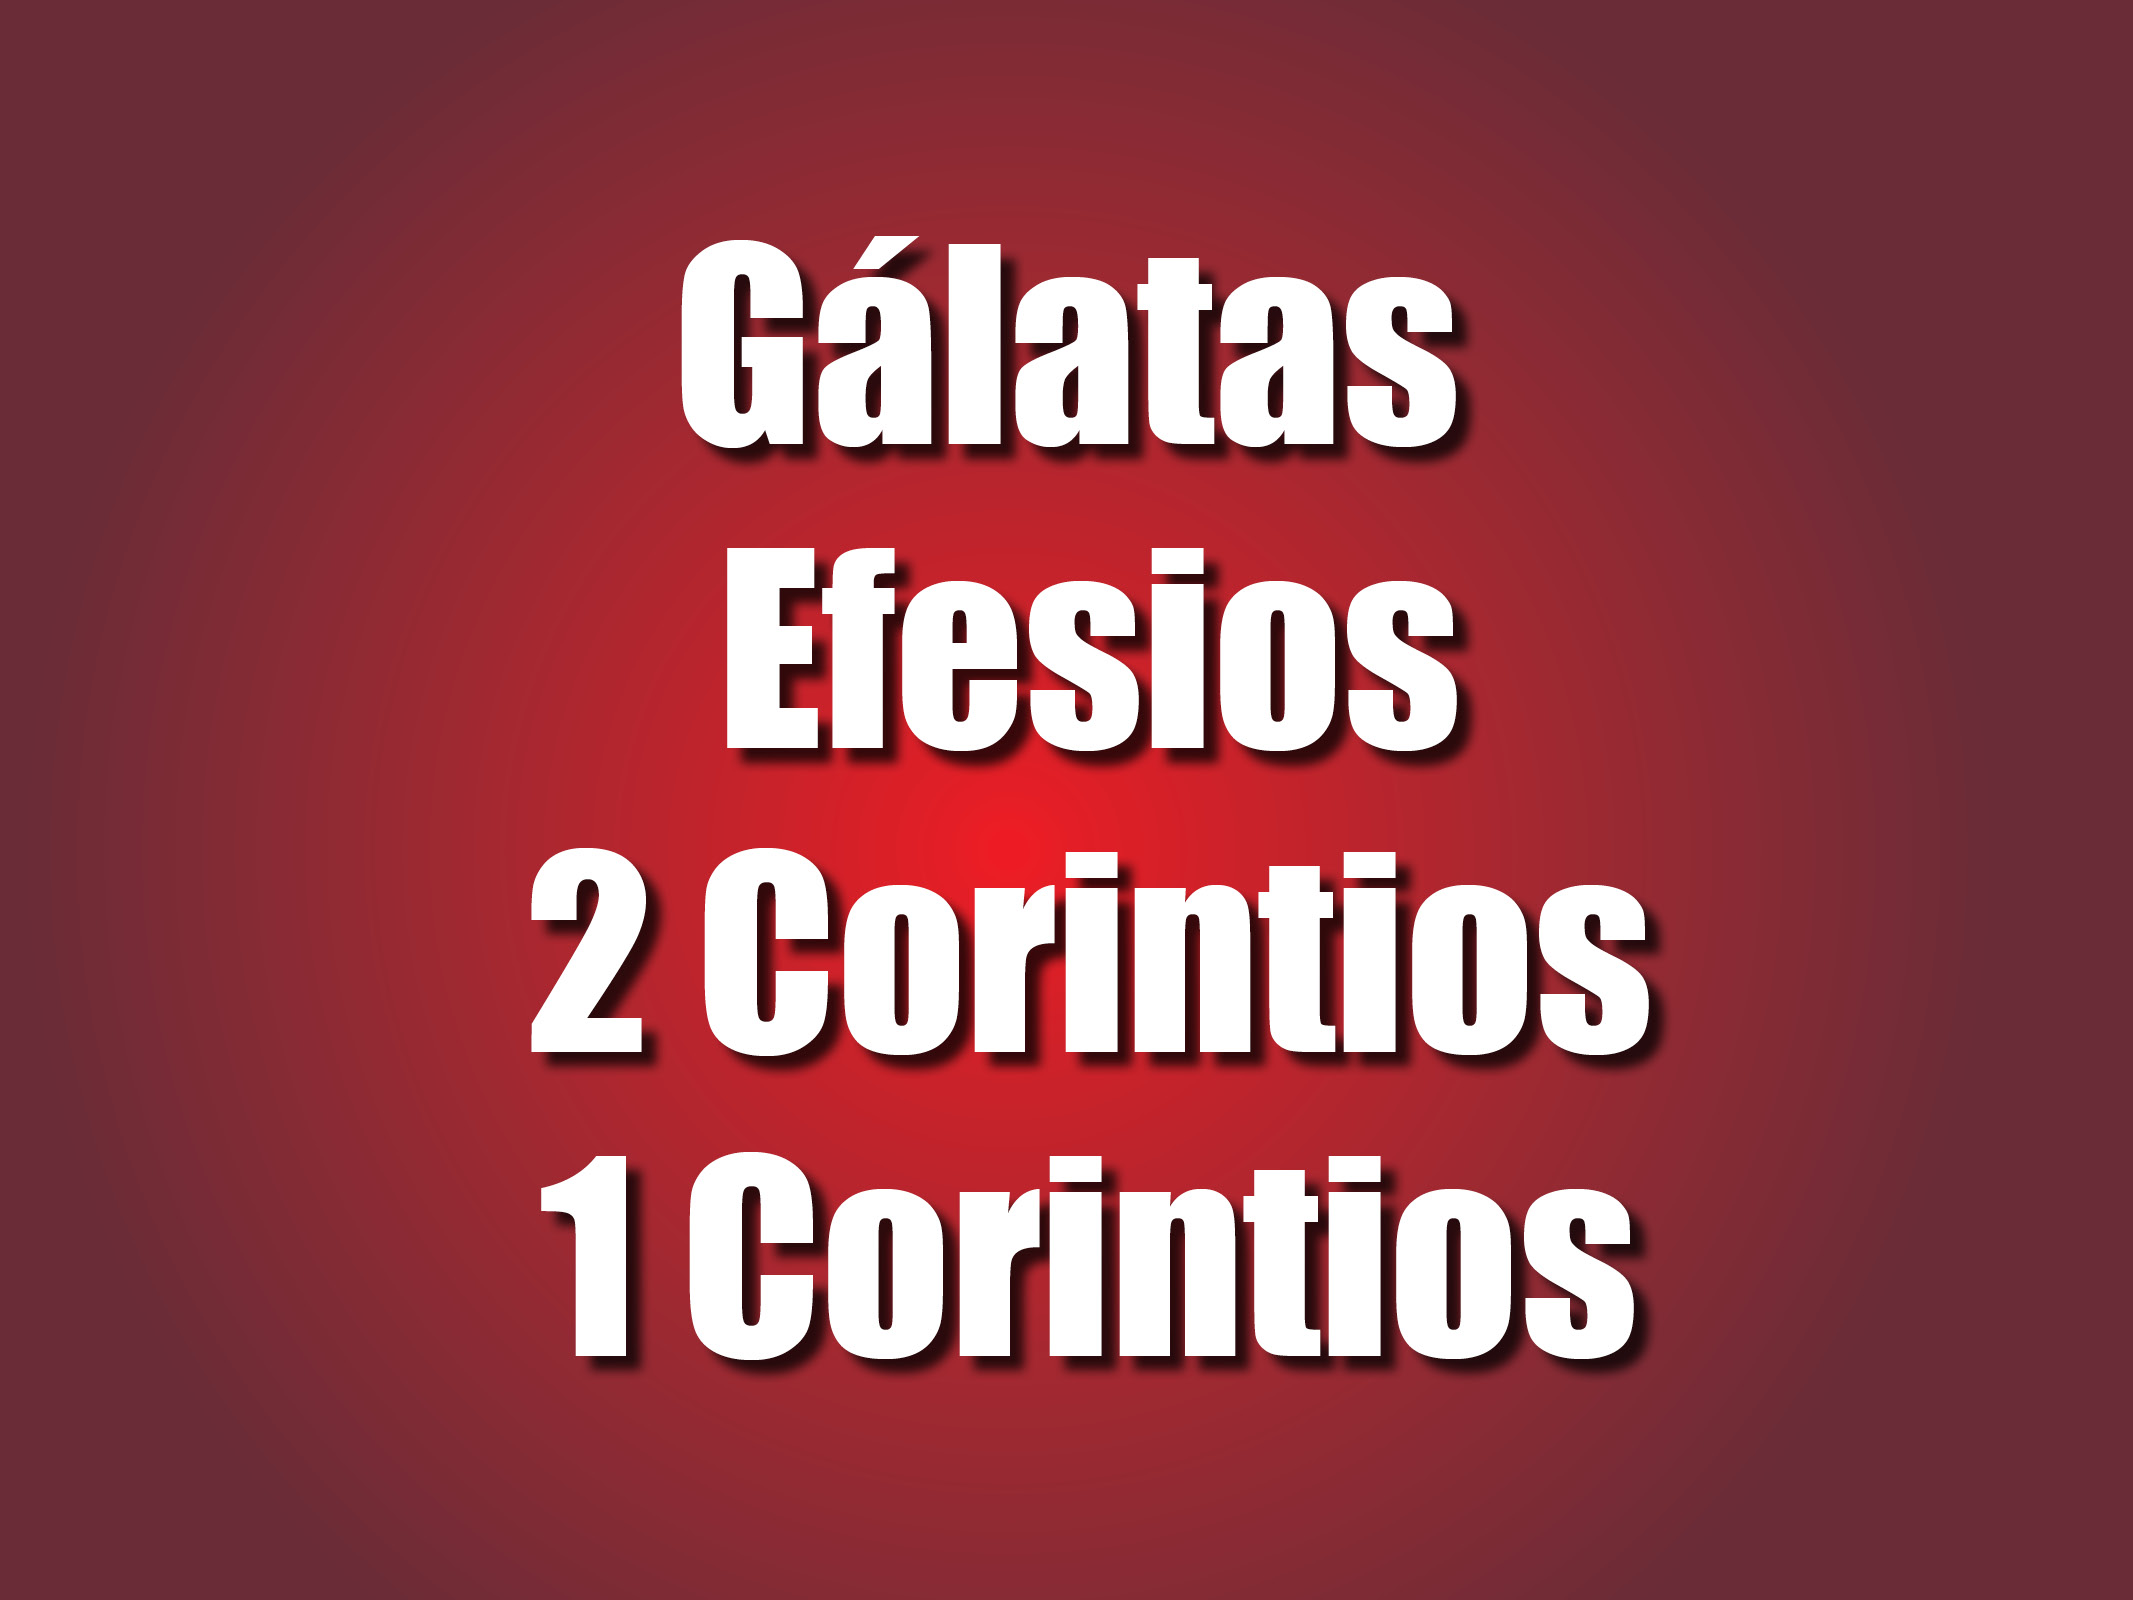 Gálatas
Efesios
2 Corintios
1 Corintios